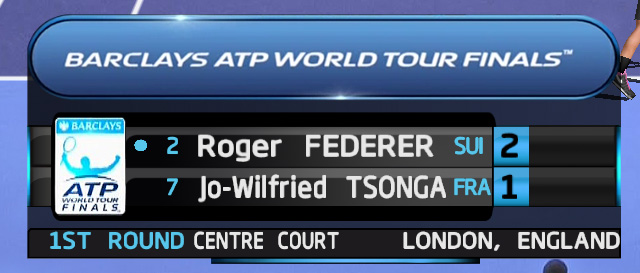 BARCLAYS ATP WORLD TOUR FINALS™
BARCLAYS
ATP
WORLD TOUR
FINALS
2 Roger FEDERER SUI 2
7 Jo-Wilfried TSONGA FRA 1
1ST ROUND CENTRE COURT LONDON, ENGLAND